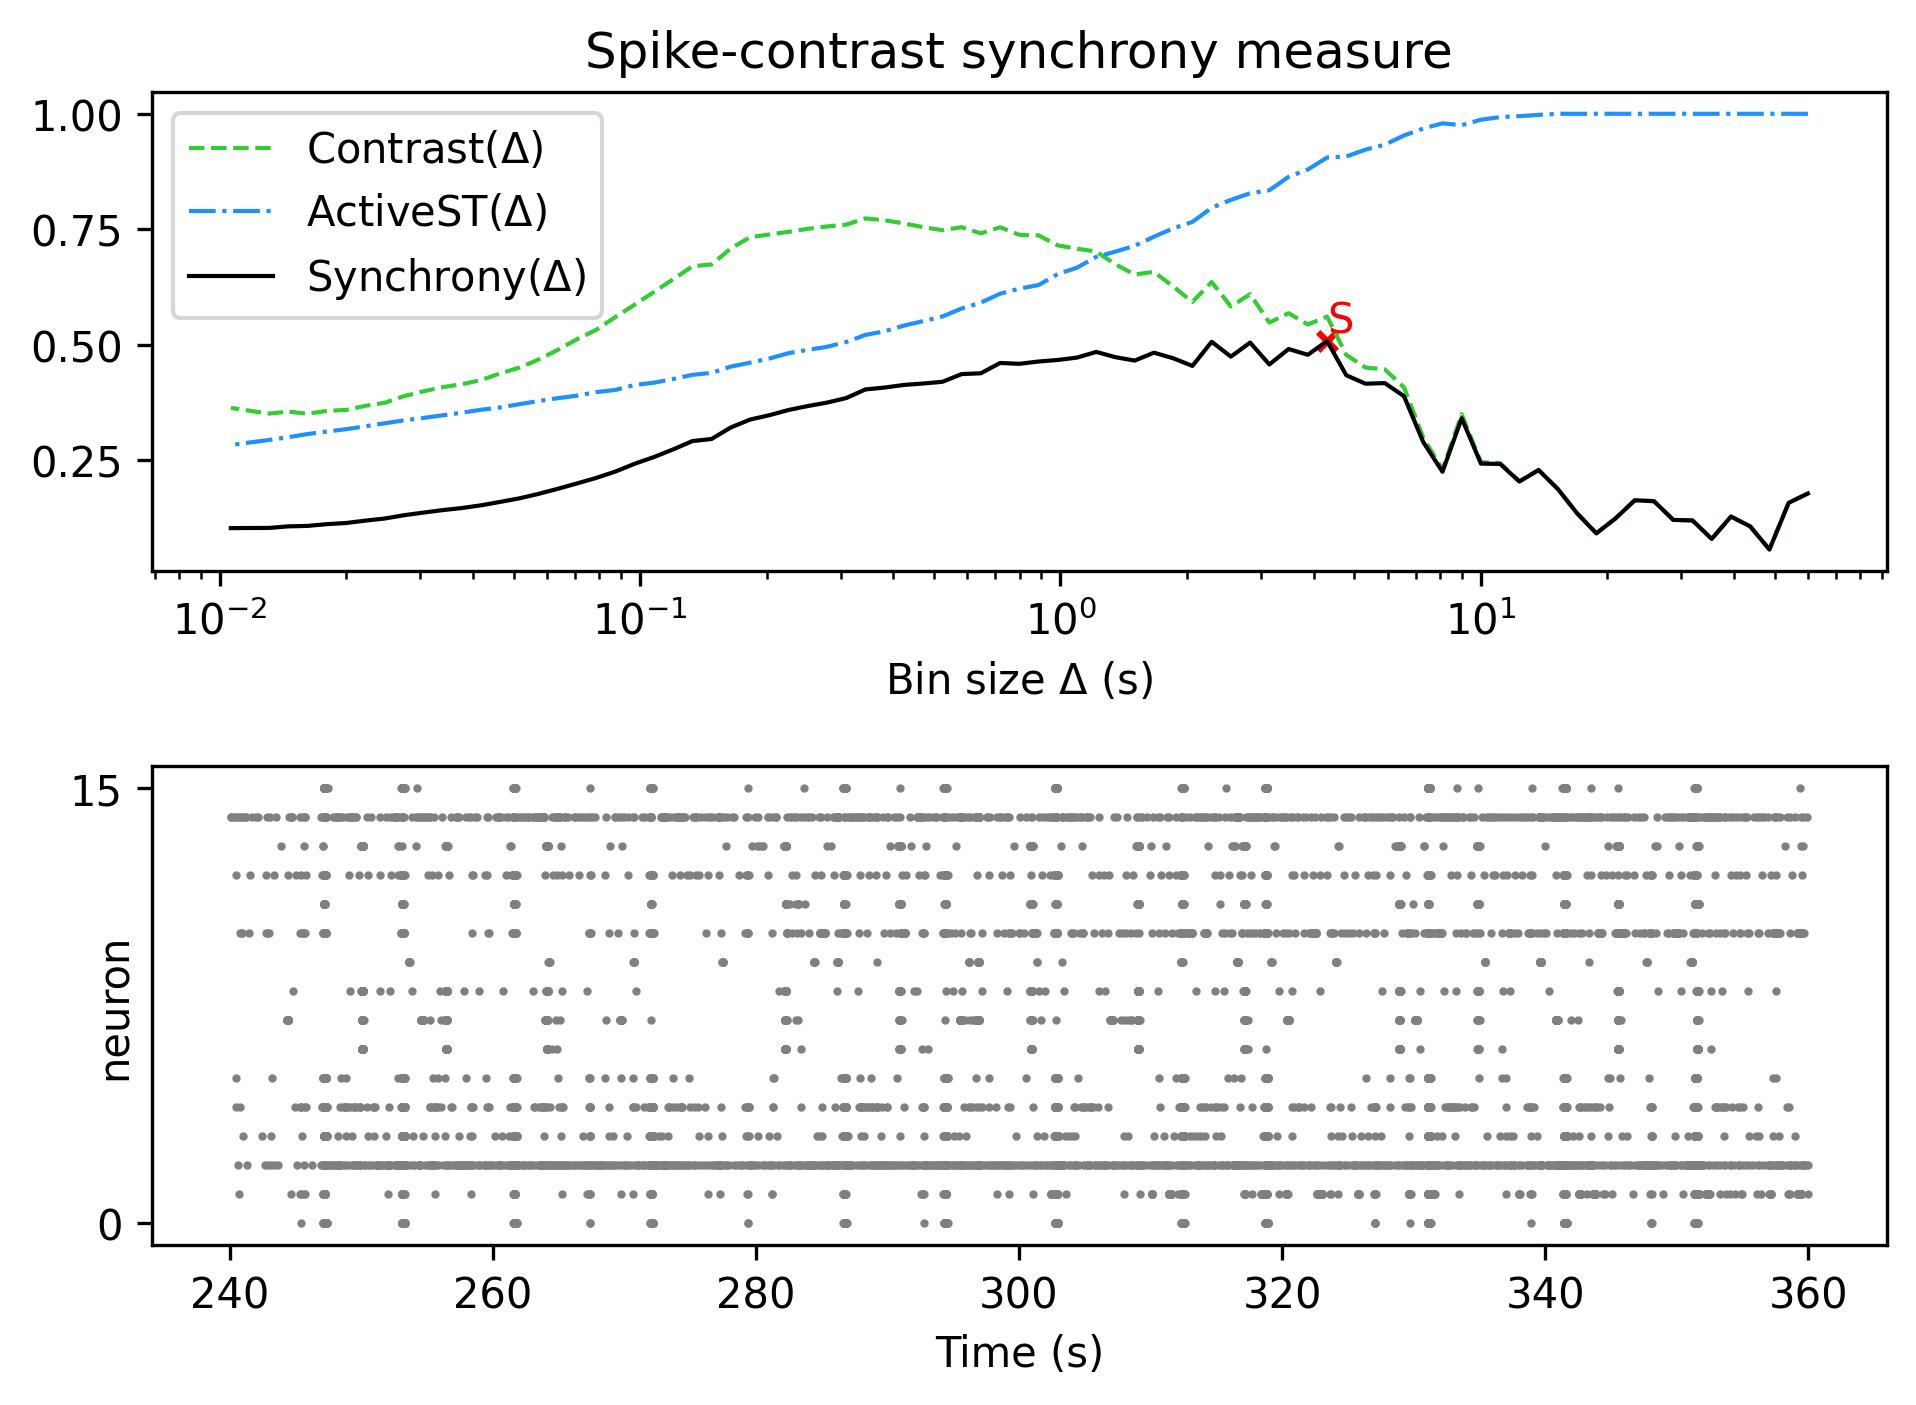 Spike-contrast synchrony measure
1.00
0.75
0.50
0.25
Contrast(Δ)
ActiveST(Δ)
Synchrony(Δ)
S
10⁻² 10⁻¹ 10⁰ 10¹
Bin size Δ (s)
15
0
neuron
240 260 280 300 320 340 360
Time (s)